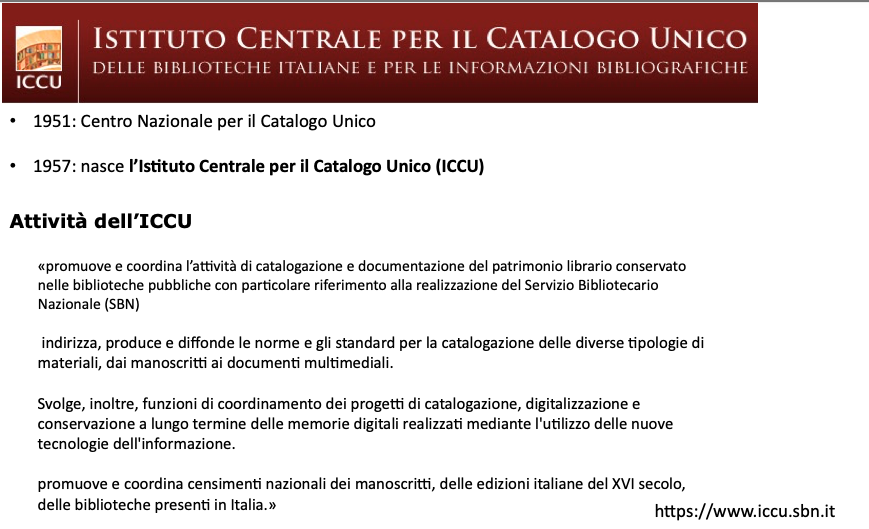 ICCU
ISTITUTO CENTRALE PER IL CATALOGO UNICO
DELLE BIBLIOTECHE ITALIANE E PER LE INFORMAZIONI BIBLIOGRAFICHE
• 1951: Centro Nazionale per il Catalogo Unico
• 1957: nasce l’Istituto Centrale per il Catalogo Unico (ICCU)
Attività dell’ICCU
«promuove e coordina l’attività di catalogazione e documentazione del patrimonio librario conservato
nelle biblioteche pubbliche con particolare riferimento alla realizzazione del Servizio Bibliotecario
Nazionale (SBN)
indirizza, produce e diffonde le norme e gli standard per la catalogazione delle diverse tipologie di
materiali, dai manoscritti ai documenti multimediali.
Svolge, inoltre, funzioni di coordinamento dei progetti di catalogazione, digitalizzazione e
conservazione a lungo termine delle memorie digitali realizzati mediante l'utilizzo delle nuove
tecnologie dell'informazione.
promuove e coordina censimenti nazionali dei manoscritti, delle edizioni italiane del XVI secolo,
delle biblioteche presenti in Italia.»
https://www.iccu.sbn.it